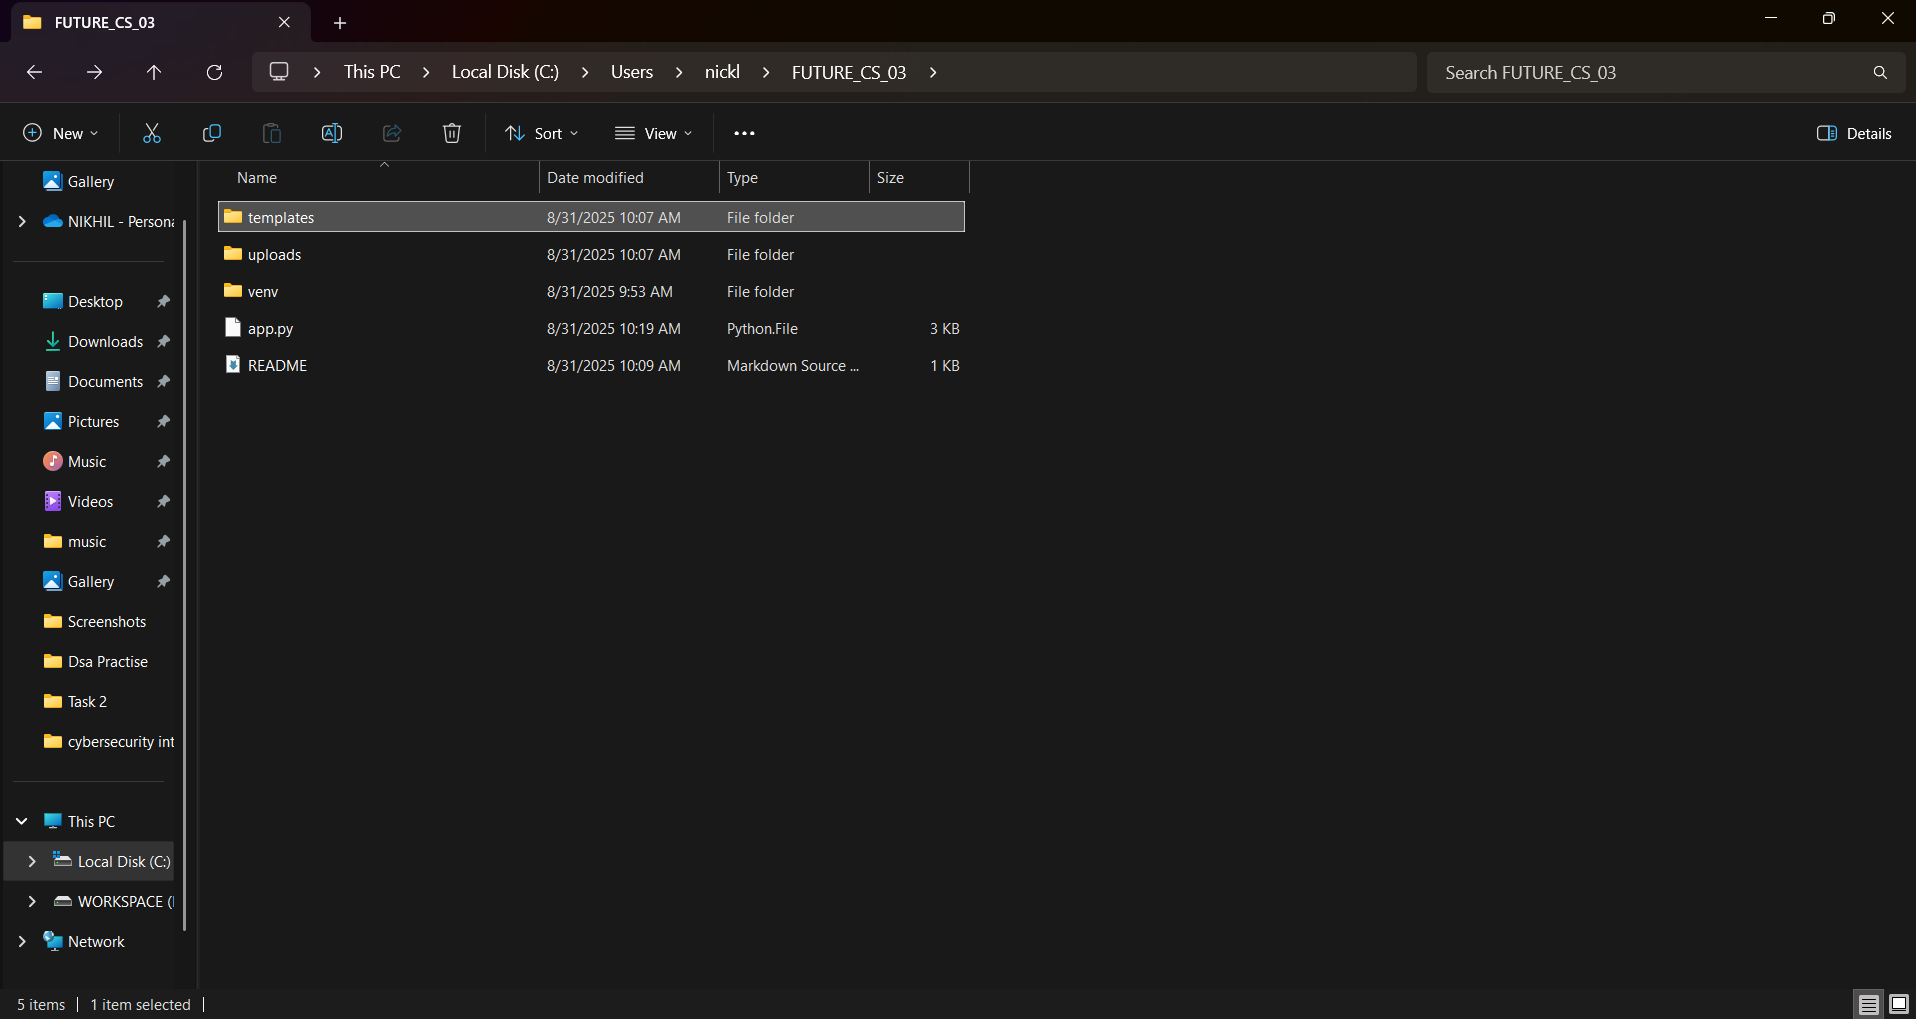 FUTURE_CS_03
This PC
Local Disk (C:)
Users
nickl
FUTURE_CS_03
Search FUTURE_CS_03
New
Sort
View
Details
Name
Date modified
Type
Size
templates 8/31/2025 10:07 AM File folder
uploads 8/31/2025 10:07 AM File folder
venv 8/31/2025 9:53 AM File folder
app.py 8/31/2025 10:19 AM Python.File 3 KB
README 8/31/2025 10:09 AM Markdown Source ... 1 KB
Gallery
NIKHIL - Persona
Desktop
Downloads
Documents
Pictures
Music
Videos
music
Gallery
Screenshots
Dsa Practise
Task 2
cybersecurity int
This PC
Local Disk (C:)
WORKSPACE (
Network
5 items
1 item selected